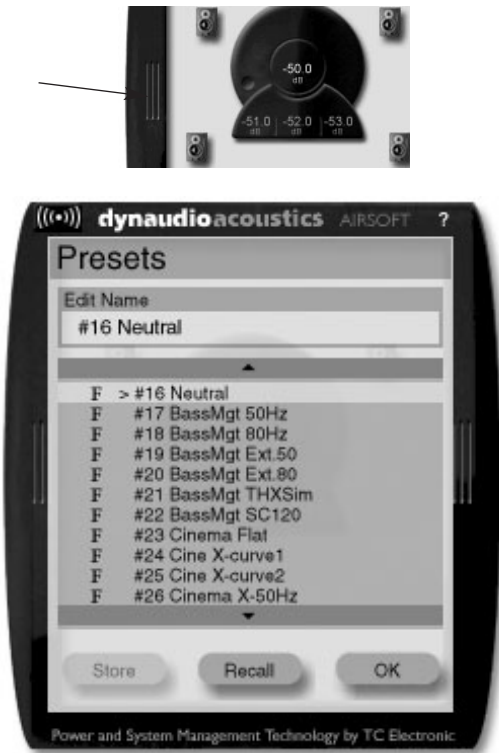 -50.0
dB
-51.0 -52.0 -53.0
dB dB dB
dynaudioacoustics AIRSOFT ?
Presets
Edit Name
#16 Neutral
F > #16 Neutral
F #17 BassMgt 50Hz
F #18 BassMgt 80Hz
F #19 BassMgt Ext.50
F #20 BassMgt Ext.80
F #21 BassMgt THXSim
F #22 BassMgt SC120
F #23 Cinema Flat
F #24 Cine X-curve1
F #25 Cine X-curve2
F #26 Cinema X-50Hz
Store Recall OK
Power and System Management Technology by TC Electronic